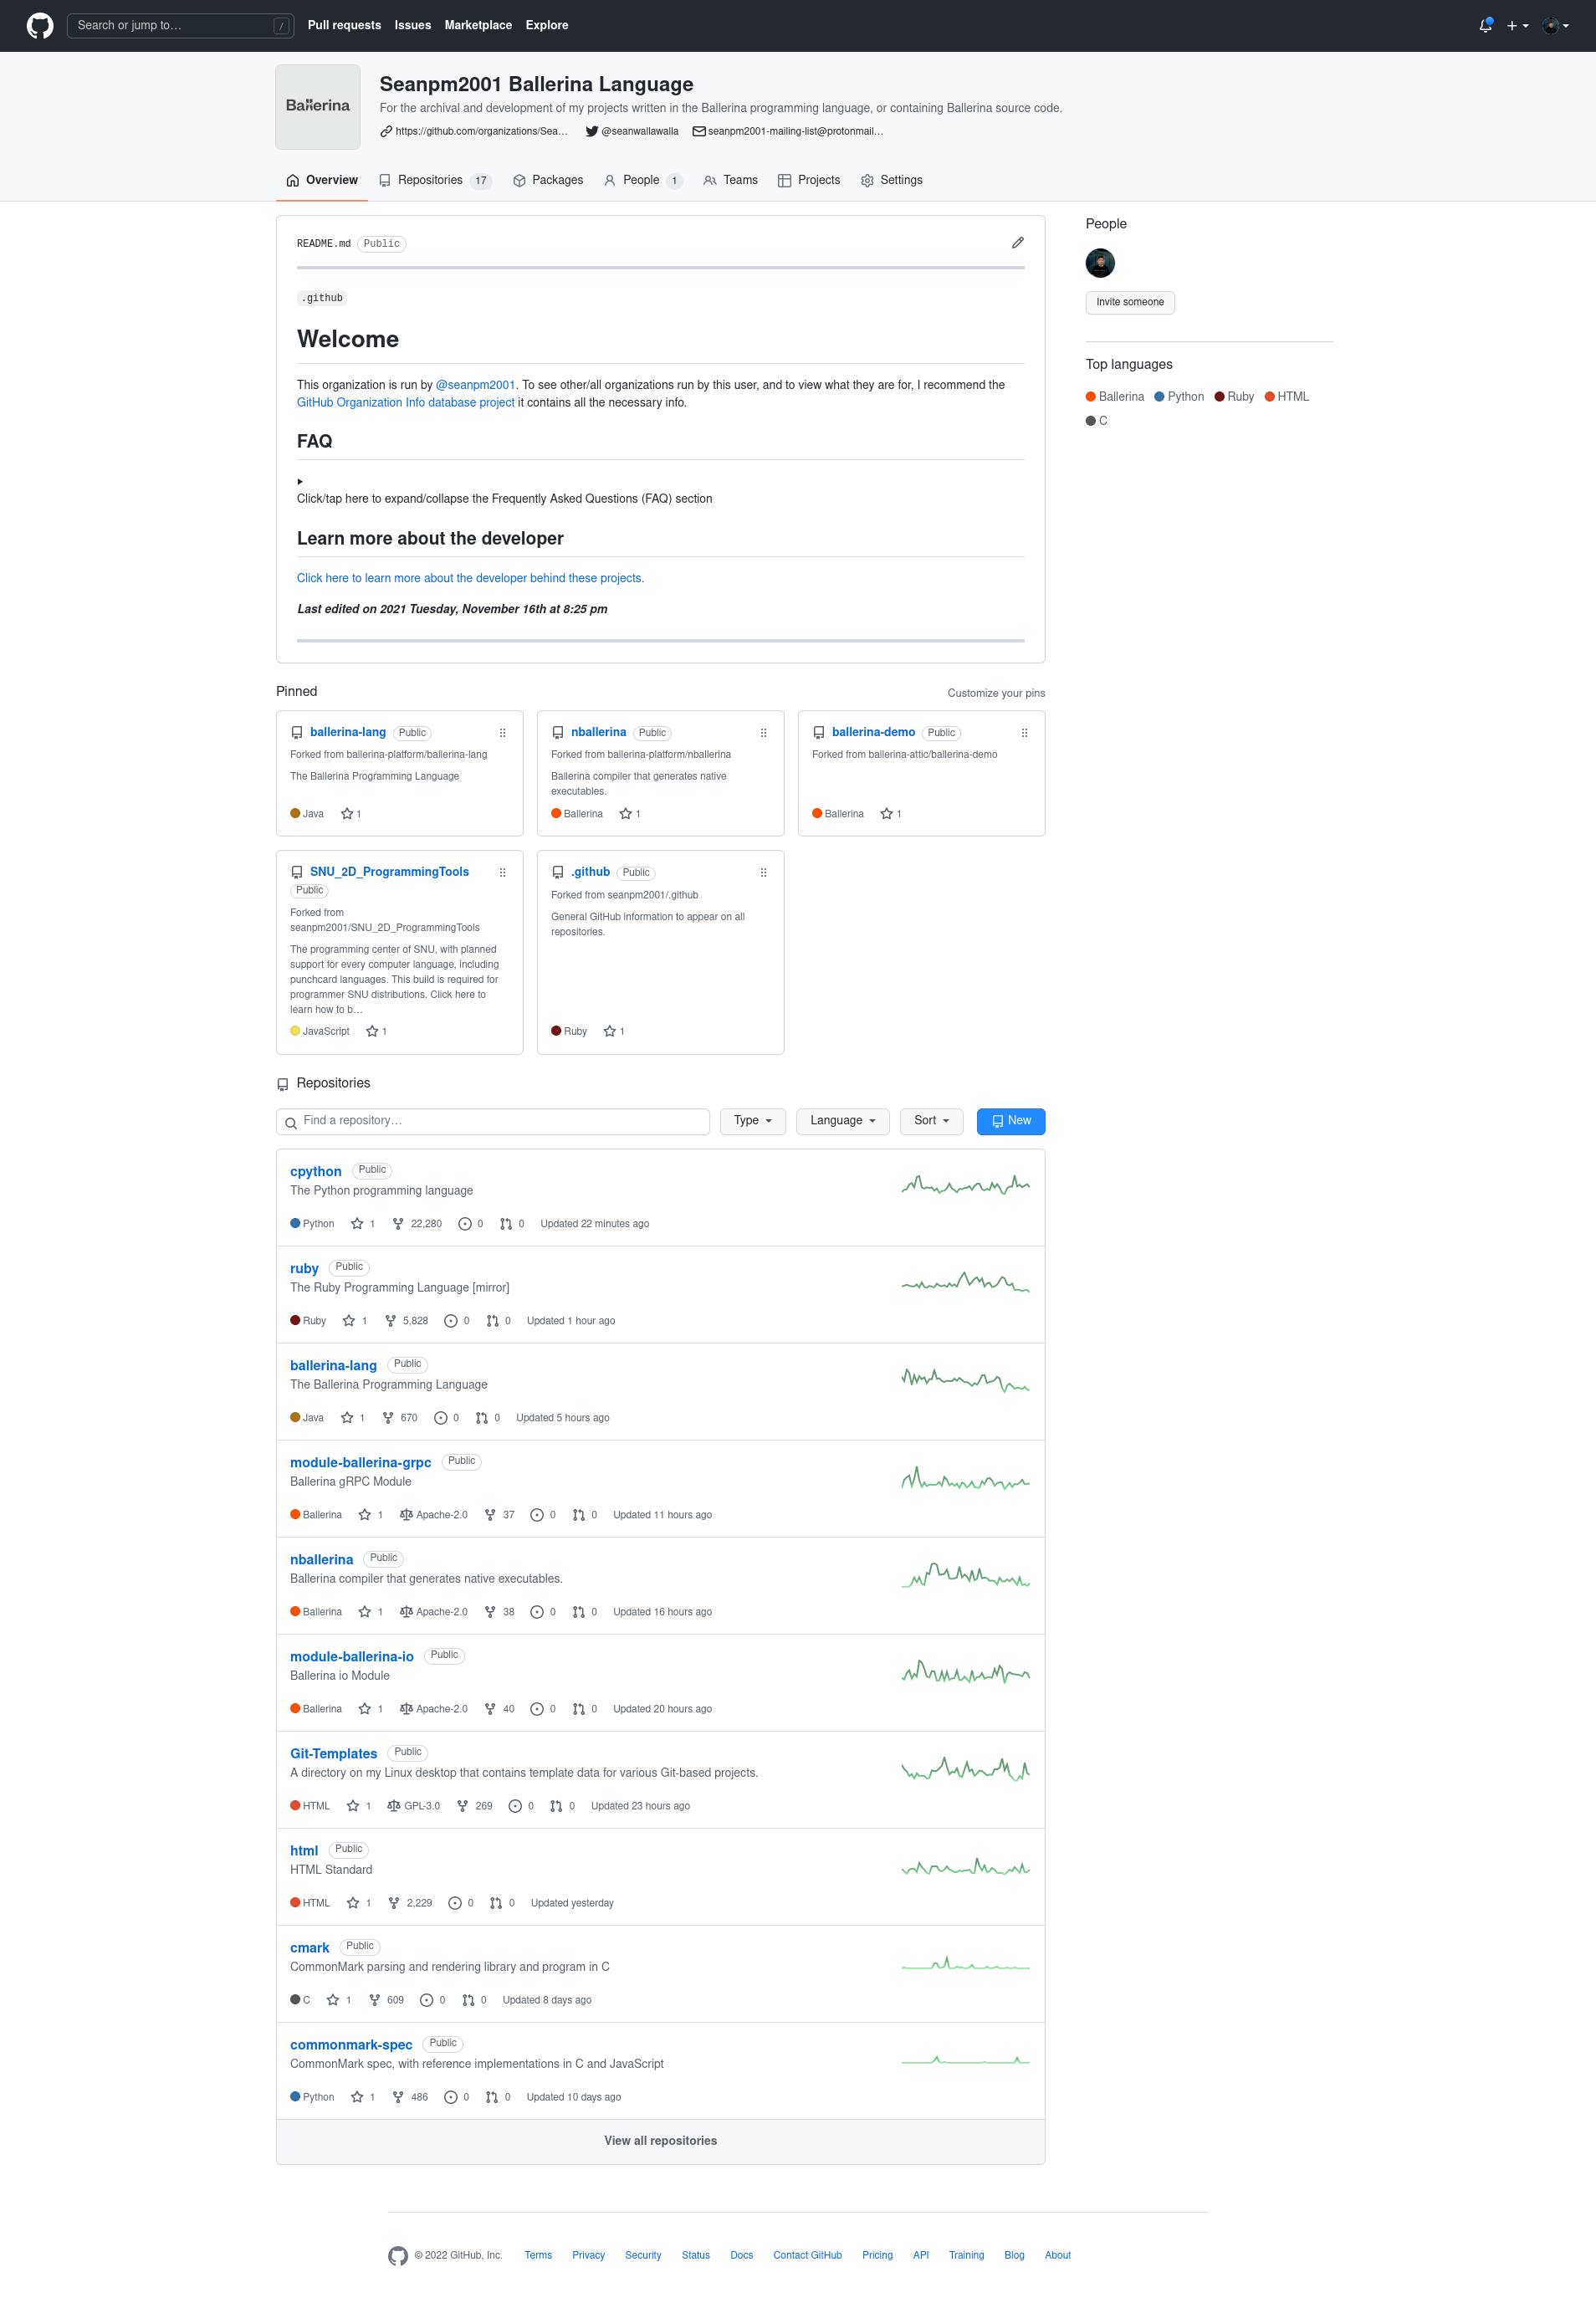 Search or jump to…
/
Pull requests
Issues
Marketplace
Explore
Ballerina
Seanpm2001 Ballerina Language
For the archival and development of my projects written in the Ballerina programming language, or containing Ballerina source code.
https://github.com/organizations/Sea…
@seanwallawalla
seanpm2001-mailing-list@protonmail…
Overview
Repositories 17
Packages
People 1
Teams
Projects
Settings
README.md Public
.github
Welcome
This organization is run by @seanpm2001. To see other/all organizations run by this user, and to view what they are for, I recommend the
GitHub Organization Info database project it contains all the necessary info.
FAQ
Click/tap here to expand/collapse the Frequently Asked Questions (FAQ) section
Learn more about the developer
Click here to learn more about the developer behind these projects.
Last edited on 2021 Tuesday, November 16th at 8:25 pm
People
Invite someone
Top languages
Ballerina Python Ruby HTML
C
Pinned
Customize your pins
ballerina-lang Public
Forked from ballerina-platform/ballerina-lang
The Ballerina Programming Language
Java 1
nballerina Public
Forked from ballerina-platform/nballerina
Ballerina compiler that generates native
executables.
Ballerina 1
ballerina-demo Public
Forked from ballerina-attic/ballerina-demo
Ballerina 1
SNU_2D_ProgrammingTools
Public
Forked from
seanpm2001/SNU_2D_ProgrammingTools
The programming center of SNU, with planned
support for every computer language, including
punchcard languages. This build is required for
programmer SNU distributions. Click here to
learn how to b…
JavaScript 1
.github Public
Forked from seanpm2001/.github
General GitHub information to appear on all
repositories.
Ruby 1
Repositories
Find a repository…
Type
Language
Sort
New
cpython Public
The Python programming language
Python 1 22,280 0 0 Updated 22 minutes ago
ruby Public
The Ruby Programming Language [mirror]
Ruby 1 5,828 0 0 Updated 1 hour ago
ballerina-lang Public
The Ballerina Programming Language
Java 1 670 0 0 Updated 5 hours ago
module-ballerina-grpc Public
Ballerina gRPC Module
Ballerina 1 Apache-2.0 37 0 0 Updated 11 hours ago
nballerina Public
Ballerina compiler that generates native executables.
Ballerina 1 Apache-2.0 38 0 0 Updated 16 hours ago
module-ballerina-io Public
Ballerina io Module
Ballerina 1 Apache-2.0 40 0 0 Updated 20 hours ago
Git-Templates Public
A directory on my Linux desktop that contains template data for various Git-based projects.
HTML 1 GPL-3.0 269 0 0 Updated 23 hours ago
html Public
HTML Standard
HTML 1 2,229 0 0 Updated yesterday
cmark Public
CommonMark parsing and rendering library and program in C
C 1 609 0 0 Updated 8 days ago
commonmark-spec Public
CommonMark spec, with reference implementations in C and JavaScript
Python 1 486 0 0 Updated 10 days ago
View all repositories
© 2022 GitHub, Inc.
Terms
Privacy
Security
Status
Docs
Contact GitHub
Pricing
API
Training
Blog
About